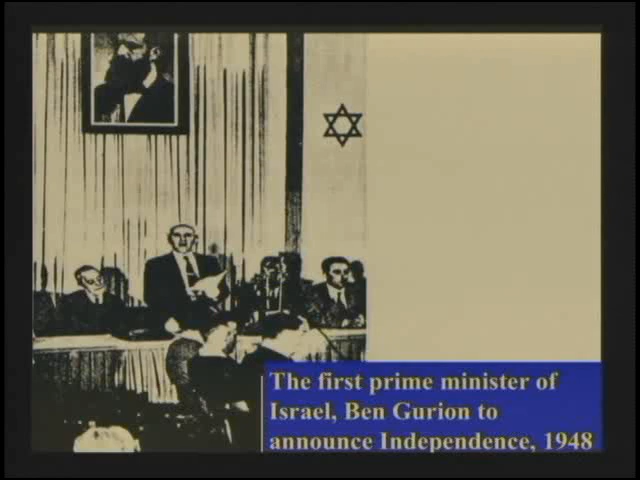 The first prime minister of
Israel, Ben Gurion to
announce Independence, 1948